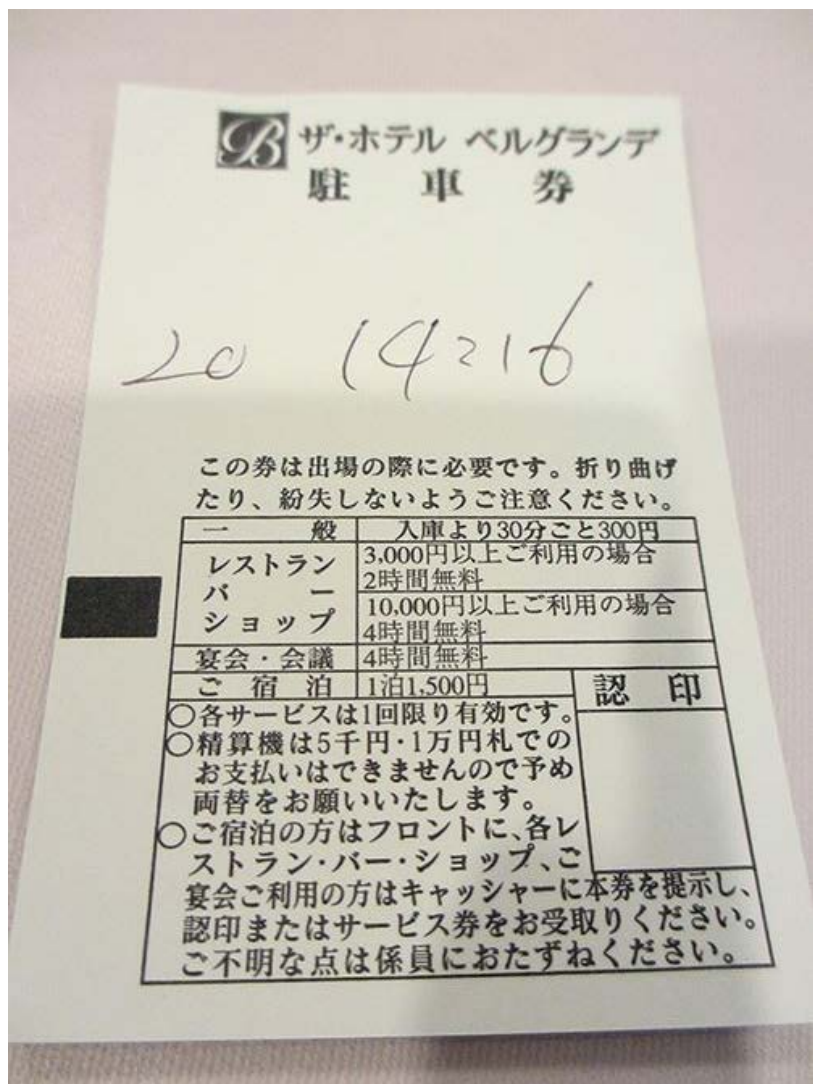 B ザ・ホテル ベルグランデ
駐車券
20 14:16
この券は出場の際に必要です。折り曲げ
たり、紛失しないようご注意ください。
一般 入庫より30分ごと300円
レストラン 3,000円以上ご利用の場合
2時間無料
バー
10,000円以上ご利用の場合
ショップ 4時間無料
宴会・会議 4時間無料
ご宿泊 1泊1,500円 認印
○各サービスは1回限り有効です。
○精算機は5千円・1万円札での
お支払いはできませんので予め
両替をお願いいたします。
○ご宿泊の方はフロントに、各レ
ストラン・バー・ショップ、ご
宴会ご利用の方はキャッシャーに本券を提示し、
認印またはサービス券をお受取りください。
ご不明な点は係員におたずねください。